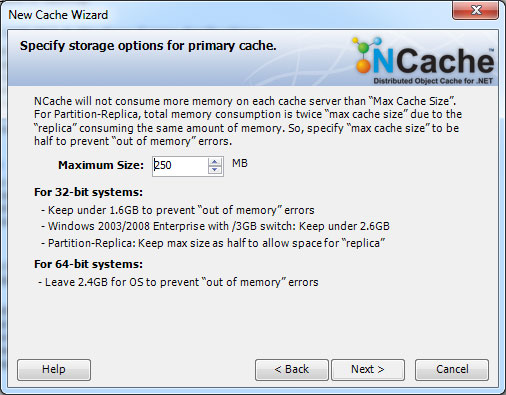 New Cache Wizard
Specify storage options for primary cache.
NCache™
Distributed Object Cache for .NET
NCache will not consume more memory on each cache server than “Max Cache Size”.
For Partition-Replica, total memory consumption is twice “max cache size” due to the
“replica” consuming the same amount of memory. So, specify “max cache size” to be
half to prevent “out of memory” errors.
Maximum Size: 250 MB
For 32-bit systems:
- Keep under 1.6GB to prevent “out of memory” errors
- Windows 2003/2008 Enterprise with /3GB switch: Keep under 2.6GB
- Partition-Replica: Keep max size as half to allow space for “replica”
For 64-bit systems:
- Leave 2.4GB for OS to prevent “out of memory” errors
Help < Back Next > Cancel